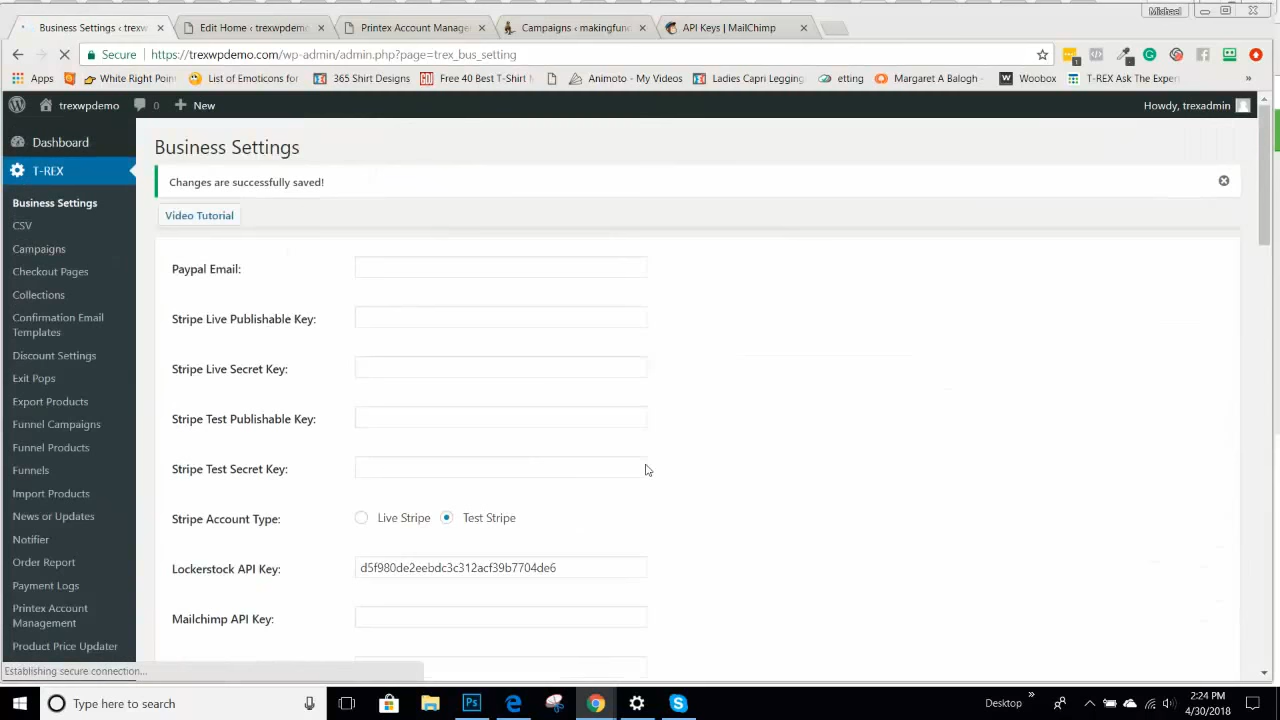 Michael
Business Settings ‹ trexw
Edit Home ‹ trexwpdemo
Printex Account Manage
Campaigns ‹ makingfun
API Keys | MailChimp
Secure
https://trexwpdemo.com/wp-admin/admin.php?page=trex_bus_setting
Apps
White Right Poin
List of Emoticons for
365 Shirt Designs
Free 40 Best T-Shirt
Animoto - My Videos
Ladies Capri Legging
etting
Margaret A Balogh -
Woobox
T-REX Ask The Exper
»
trexwpdemo
0
New
Howdy, trexadmin
Dashboard
T-REX
Business Settings
CSV
Campaigns
Checkout Pages
Collections
Confirmation Email
Templates
Discount Settings
Exit Pops
Export Products
Funnel Campaigns
Funnel Products
Funnels
Import Products
News or Updates
Notifier
Order Report
Payment Logs
Printex Account
Management
Product Price Updater
Business Settings
Changes are successfully saved!
Video Tutorial
Paypal Email:
Stripe Live Publishable Key:
Stripe Live Secret Key:
Stripe Test Publishable Key:
Stripe Test Secret Key:
Stripe Account Type:
Live Stripe
Test Stripe
Lockerstock API Key:
d5f980de2eebdc3c312acf39b7704de6
Mailchimp API Key:
Establishing secure connection...
Type here to search
Desktop
»
2:24 PM
4/30/2018